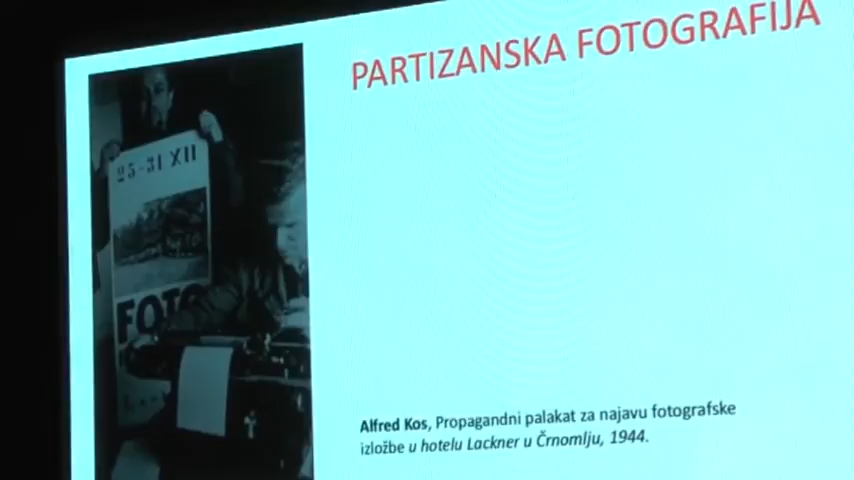 PARTIZANSKA FOTOGRAFIJA
25-31 XII
FOTO
Alfred Kos, Propagandni palakat za najavu fotografske
izložbe u hotelu Lackner u Črnomlju, 1944.